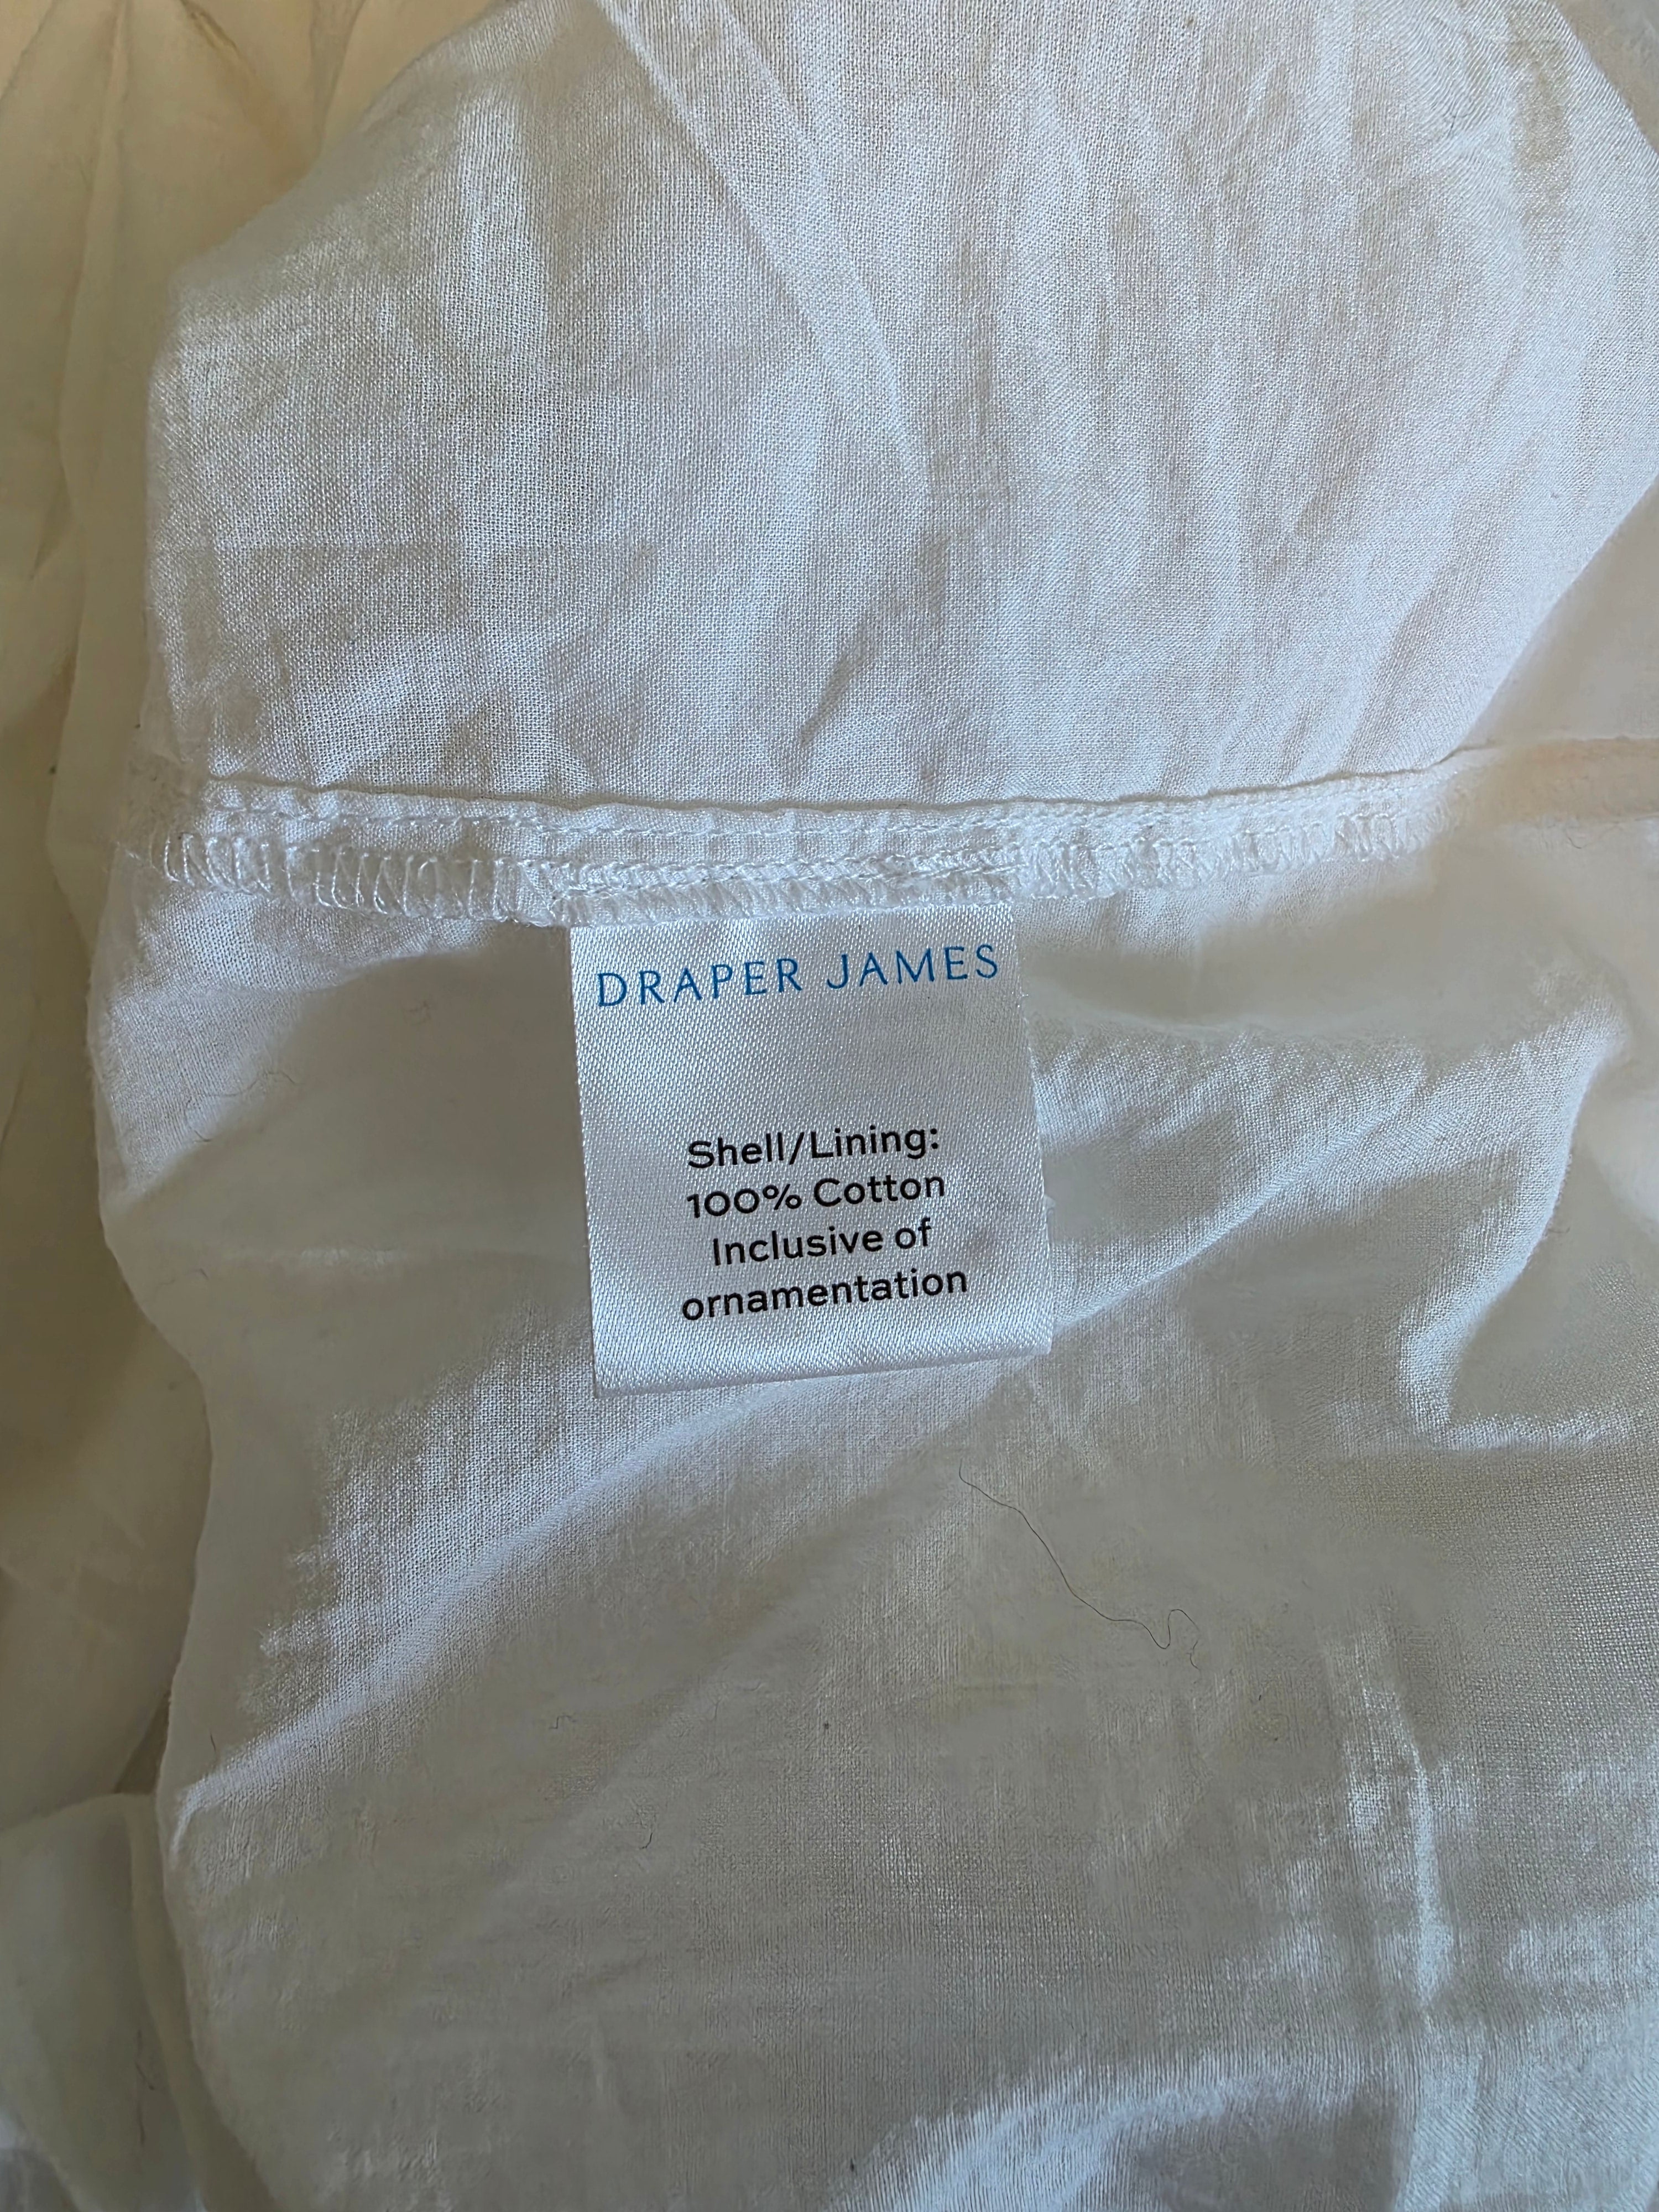 DRAPER JAMES
Shell/Lining:
100% Cotton
Inclusive of
ornamentation